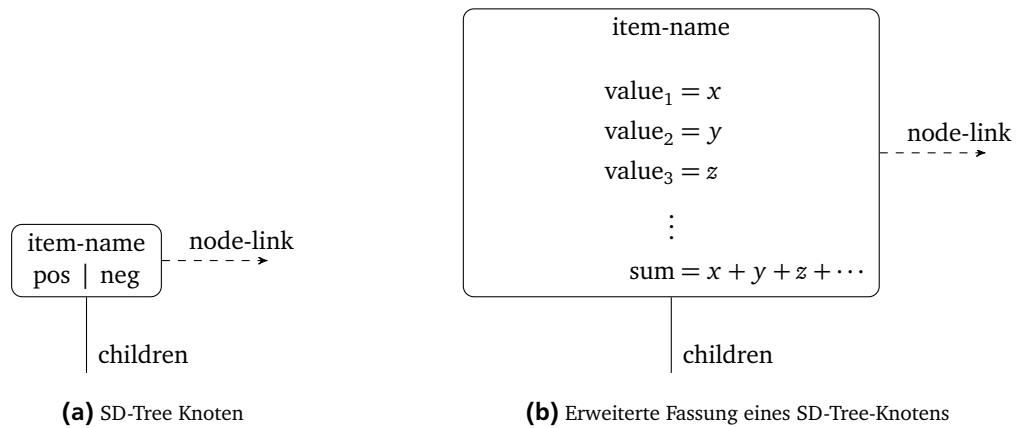 item-name
pos | neg
node-link
children
(a) SD-Tree Knoten
item-name
value₁ = x
value₂ = y
value₃ = z
⋮
sum = x + y + z + ⋯
node-link
children
(b) Erweiterte Fassung eines SD-Tree-Knotens